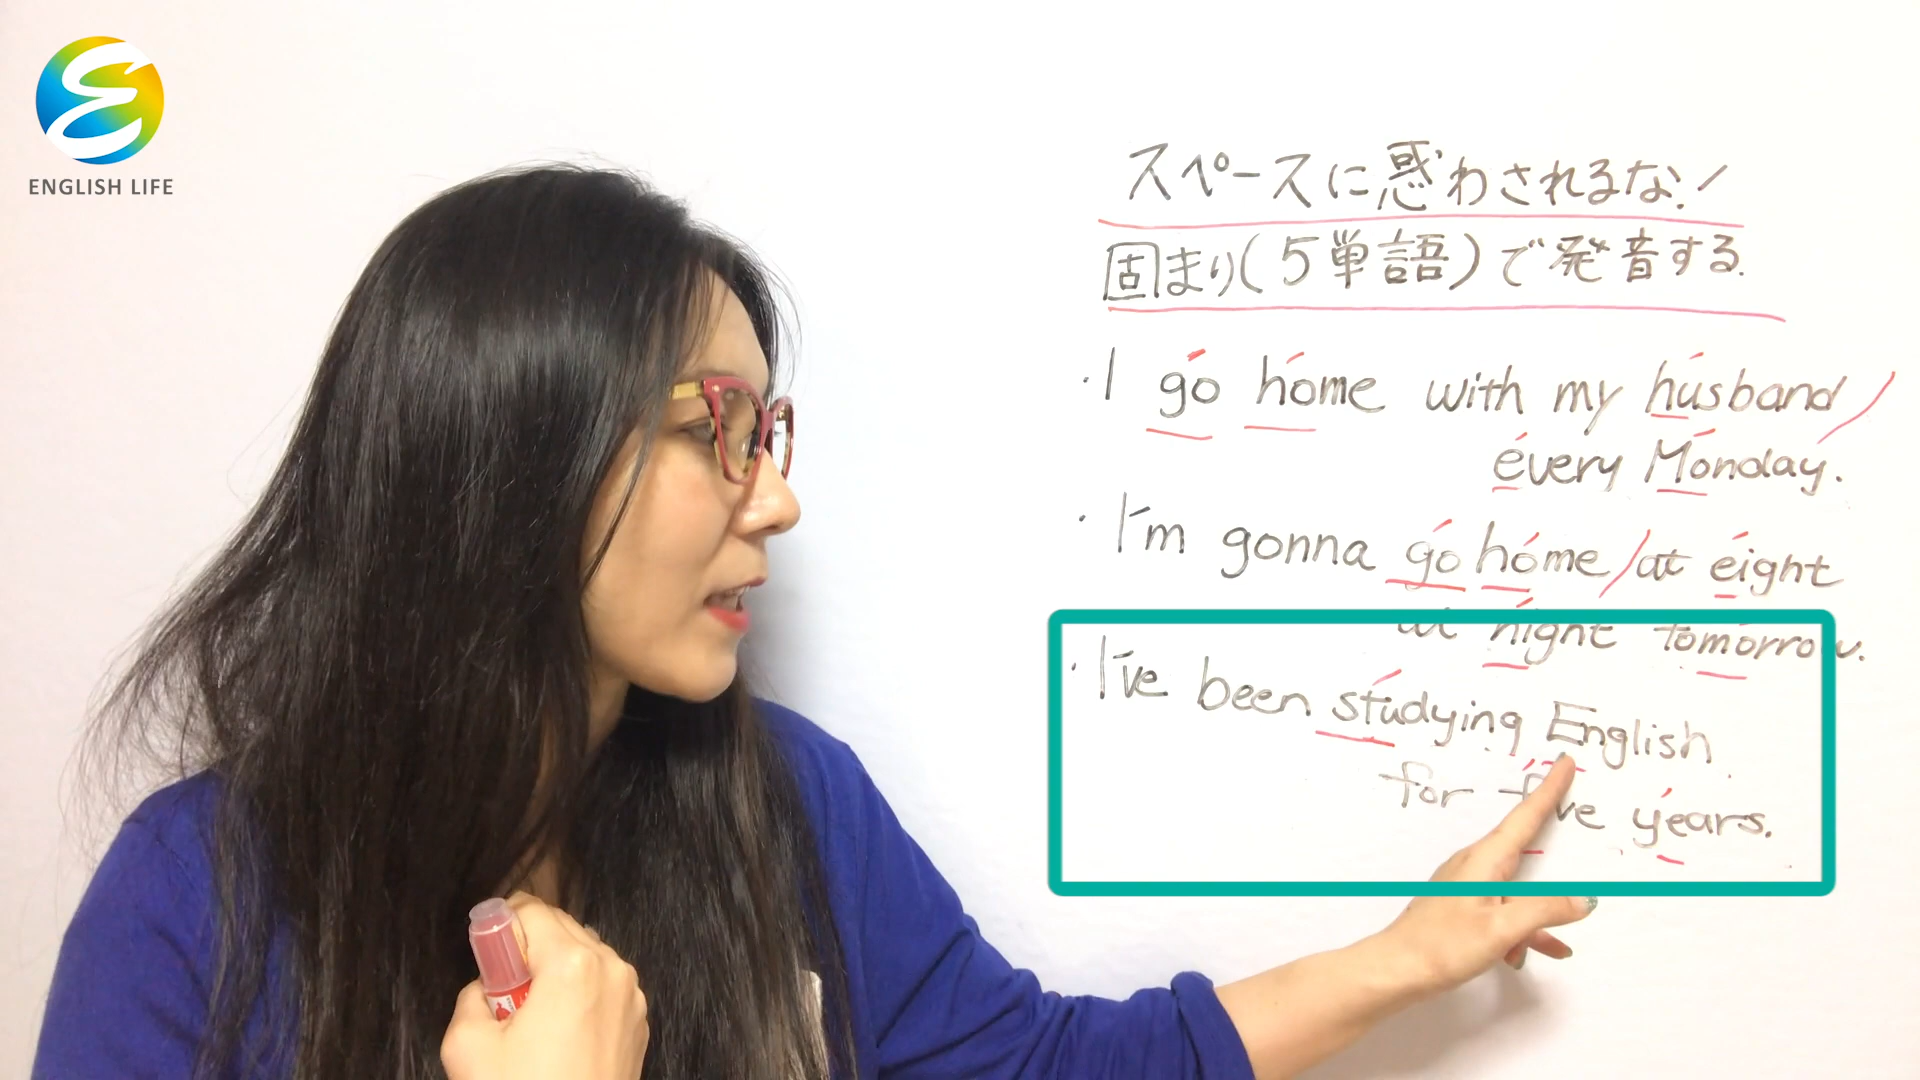 ENGLISH LIFE
スペースに惑わされるな！
固まり(5単語)で発音する.
・I go home with my husband/
every Monday.
・I'm gonna go home/at eight
at night tomorrow.
・I've been studying English
for five years.